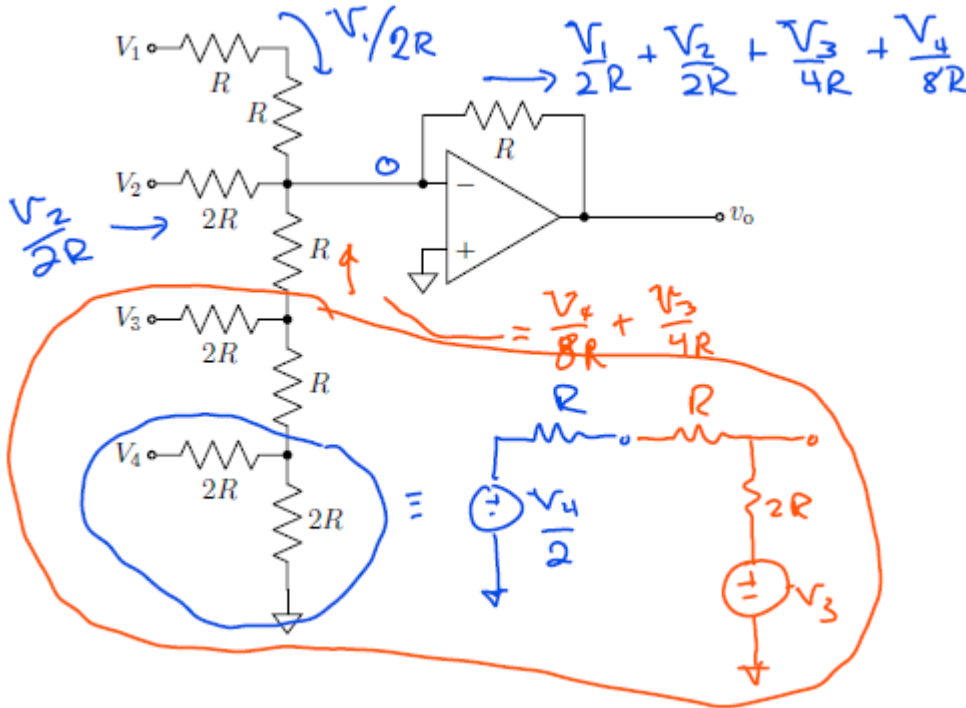 V₁/2R
V₁
R
R
→ V₁/2R + V₂/2R + V₃/4R + V₄/8R
R
V₂
2R
0
−
+
vₒ
V₂/2R →
R
V₃
2R
= V₄/8R + V₃/4R
R
R
R
V₄
2R
2R
≡
+
−
V₄/2
2R
+
−
V₃